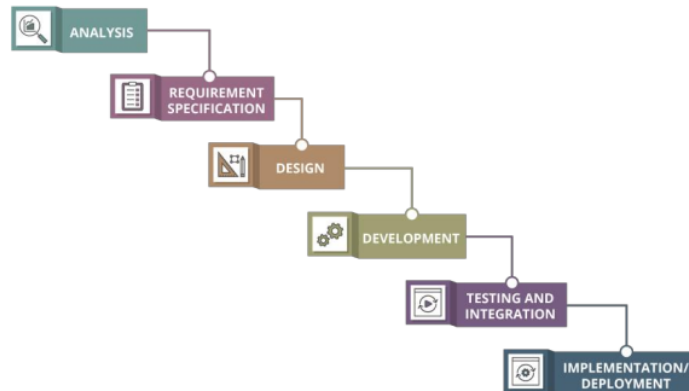 ANALYSIS
REQUIREMENT
SPECIFICATION
DESIGN
DEVELOPMENT
TESTING AND
INTEGRATION
IMPLEMENTATION/
DEPLOYMENT